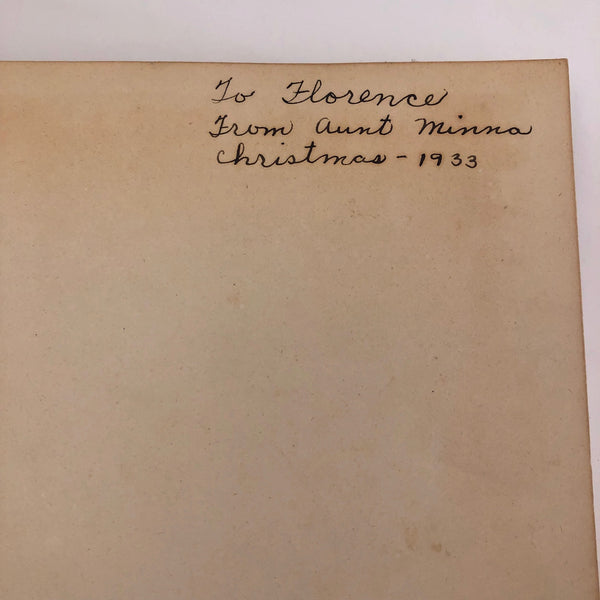 To Florence
From Aunt Minna
Christmas - 1933